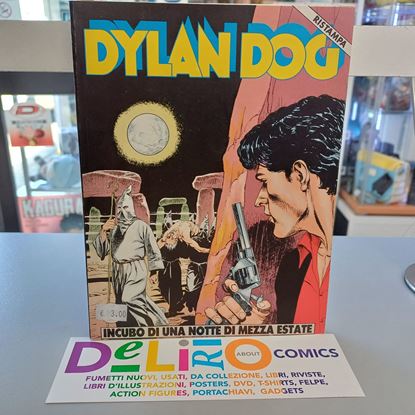 DYLAN DOG
RISTAMPA
KAGURA
€ 3.00
INCUBO DI UNA NOTTE DI MEZZA ESTATE
DeLiRiO ABOUT COMICS
FUMETTI NUOVI, USATI, DA COLLEZIONE, LIBRI, RIVISTE,
LIBRI D'ILLUSTRAZIONI, POSTERS, DVD, T-SHIRTS, FELPE,
ACTION FIGURES, PORTACHIAVI, GADGETS